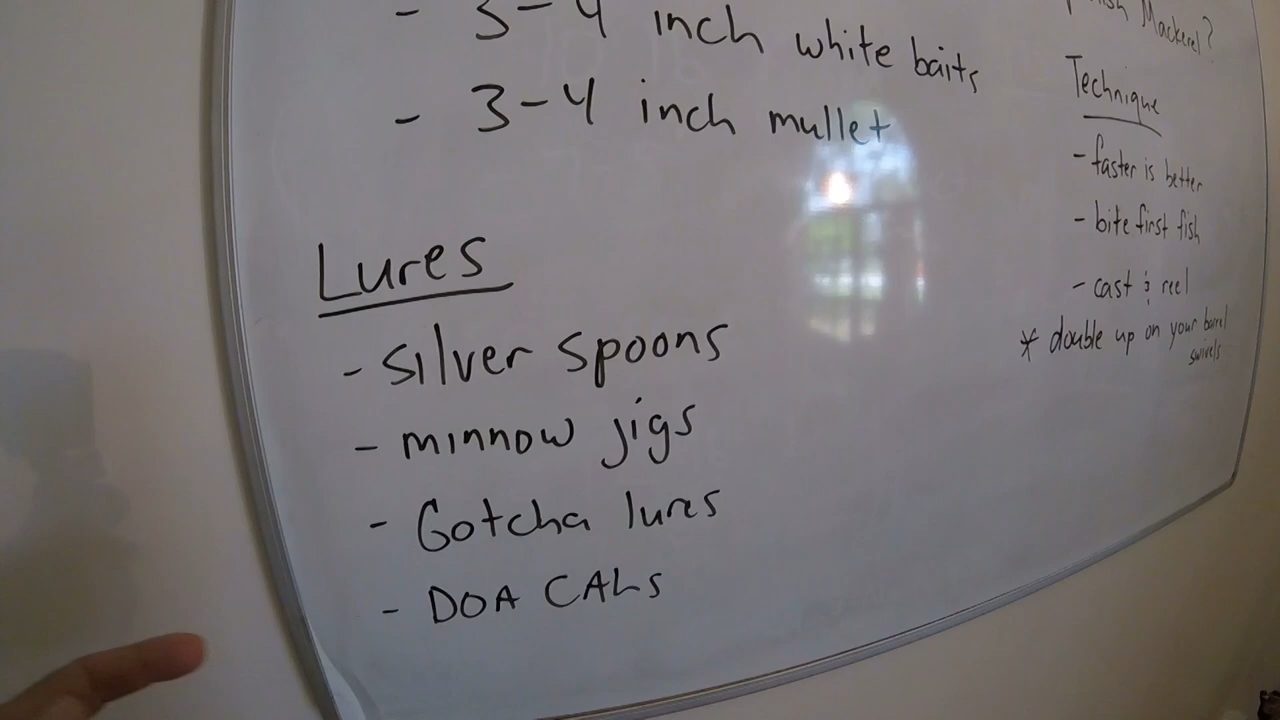 - 3-4 inch white baits
- 3-4 inch mullet
Lures
- silver spoons
- minnow jigs
- Gotcha lures
- DOA CALs
Mackerel?
Technique
- faster is better
- bite first fish
- cast & reel
* double up on your barrel
swivels